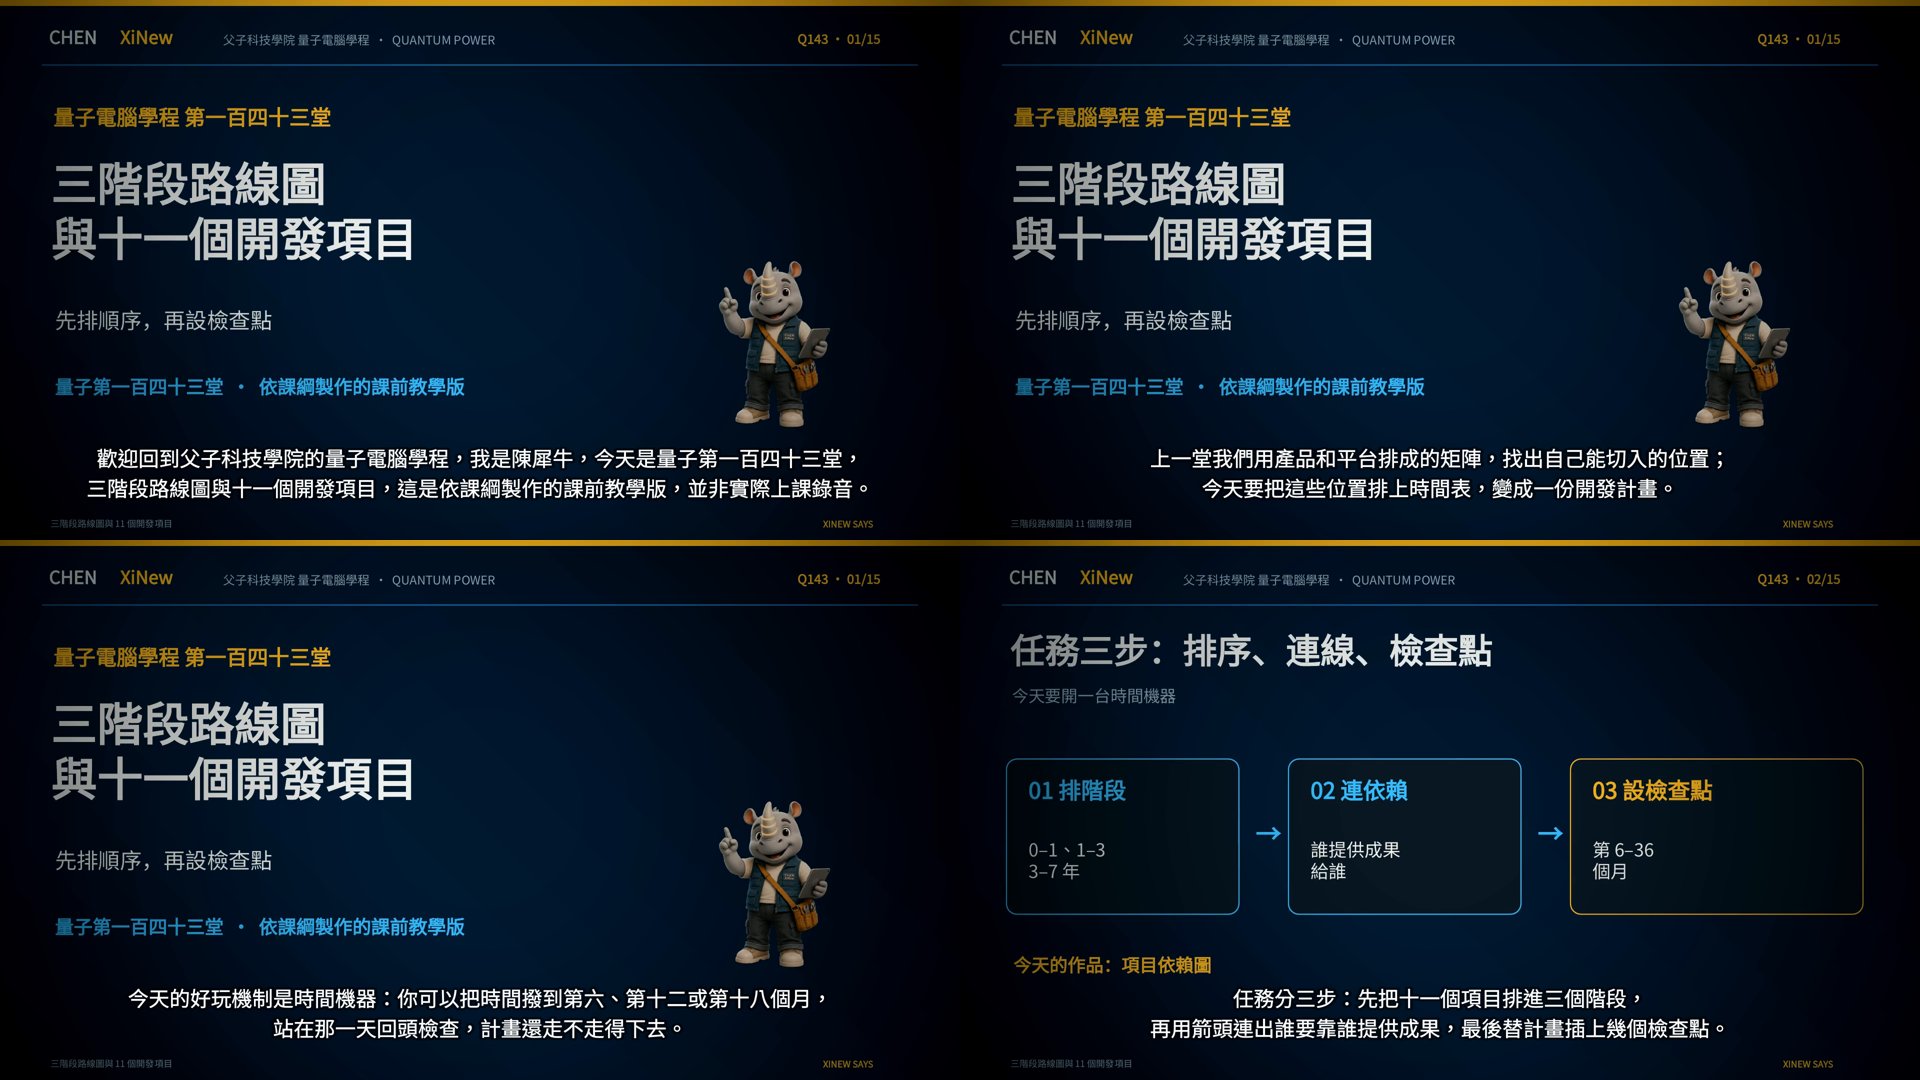 CHEN XiNew 父子科技學院 量子電腦學程 · QUANTUM POWER Q143 · 01/15
量子電腦學程 第一百四十三堂
三階段路線圖
與十一個開發項目
先排順序，再設檢查點
量子第一百四十三堂 · 依課綱製作的課前教學版
歡迎回到父子科技學院的量子電腦學程，我是陳犀牛，今天是量子第一百四十三堂，
三階段路線圖與十一個開發項目，這是依課綱製作的課前教學版，並非實際上課錄音。
三階段路線圖與 11 個開發項目 XINEW SAYS
CHEN XiNew 父子科技學院 量子電腦學程 · QUANTUM POWER Q143 · 01/15
量子電腦學程 第一百四十三堂
三階段路線圖
與十一個開發項目
先排順序，再設檢查點
量子第一百四十三堂 · 依課綱製作的課前教學版
上一堂我們用產品和平台排成的矩陣，找出自己能切入的位置；
今天要把這些位置排上時間表，變成一份開發計畫。
三階段路線圖與 11 個開發項目 XINEW SAYS
CHEN XiNew 父子科技學院 量子電腦學程 · QUANTUM POWER Q143 · 01/15
量子電腦學程 第一百四十三堂
三階段路線圖
與十一個開發項目
先排順序，再設檢查點
量子第一百四十三堂 · 依課綱製作的課前教學版
今天的好玩機制是時間機器：你可以把時間撥到第六、第十二或第十八個月，
站在那一天回頭檢查，計畫還走不走得下去。
三階段路線圖與 11 個開發項目 XINEW SAYS
CHEN XiNew 父子科技學院 量子電腦學程 · QUANTUM POWER Q143 · 02/15
任務三步：排序、連線、檢查點
今天要開一台時間機器
01 排階段
0–1、1–3
3–7 年
→
02 連依賴
誰提供成果
給誰
→
03 設檢查點
第 6–36
個月
今天的作品：項目依賴圖
任務分三步：先把十一個項目排進三個階段，
再用箭頭連出誰要靠誰提供成果，最後替計畫插上幾個檢查點。
三階段路線圖與 11 個開發項目 XINEW SAYS